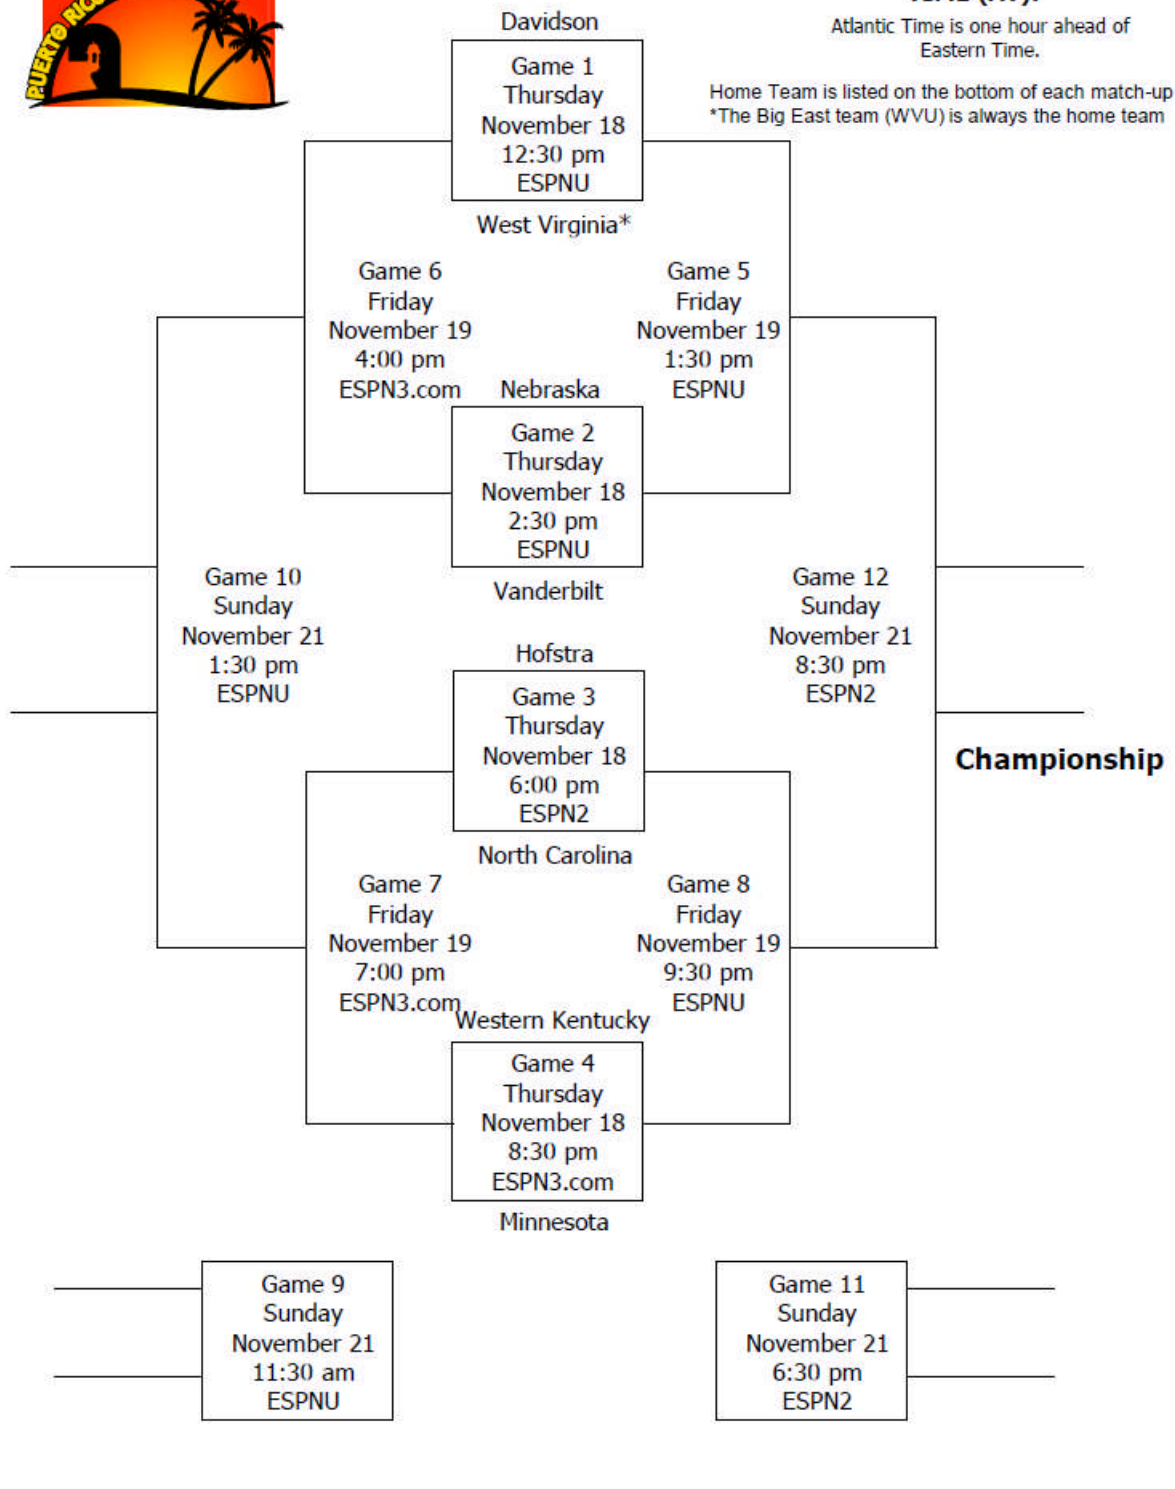 PUERTO RICO
Atlantic Time is one hour ahead of
Eastern Time.
Home Team is listed on the bottom of each match-up
*The Big East team (WVU) is always the home team
Davidson
Game 1
Thursday
November 18
12:30 pm
ESPNU
West Virginia*
Game 6
Friday
November 19
4:00 pm
ESPN3.com
Game 5
Friday
November 19
1:30 pm
ESPNU
Nebraska
Game 2
Thursday
November 18
2:30 pm
ESPNU
Vanderbilt
Game 10
Sunday
November 21
1:30 pm
ESPNU
Game 12
Sunday
November 21
8:30 pm
ESPN2
Championship
Hofstra
Game 3
Thursday
November 18
6:00 pm
ESPN2
North Carolina
Game 7
Friday
November 19
7:00 pm
ESPN3.com
Game 8
Friday
November 19
9:30 pm
ESPNU
Western Kentucky
Game 4
Thursday
November 18
8:30 pm
ESPN3.com
Minnesota
Game 9
Sunday
November 21
11:30 am
ESPNU
Game 11
Sunday
November 21
6:30 pm
ESPN2